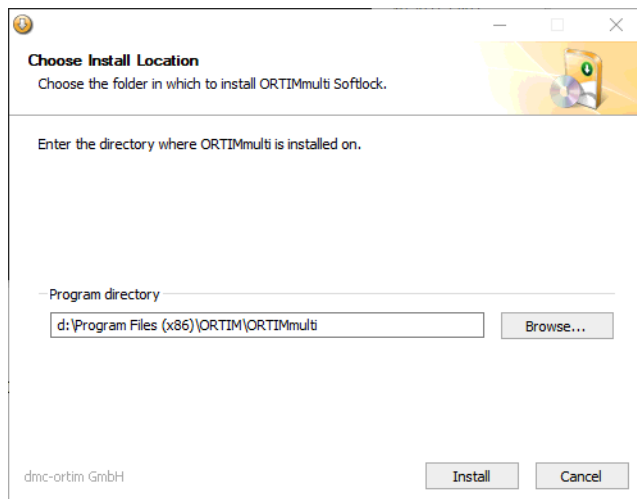 Choose Install Location
Choose the folder in which to install ORTIMmulti Softlock.
Enter the directory where ORTIMmulti is installed on.
Program directory
d:\Program Files (x86)\ORTIM\ORTIMmulti
Browse...
dmc-ortim GmbH
Install
Cancel